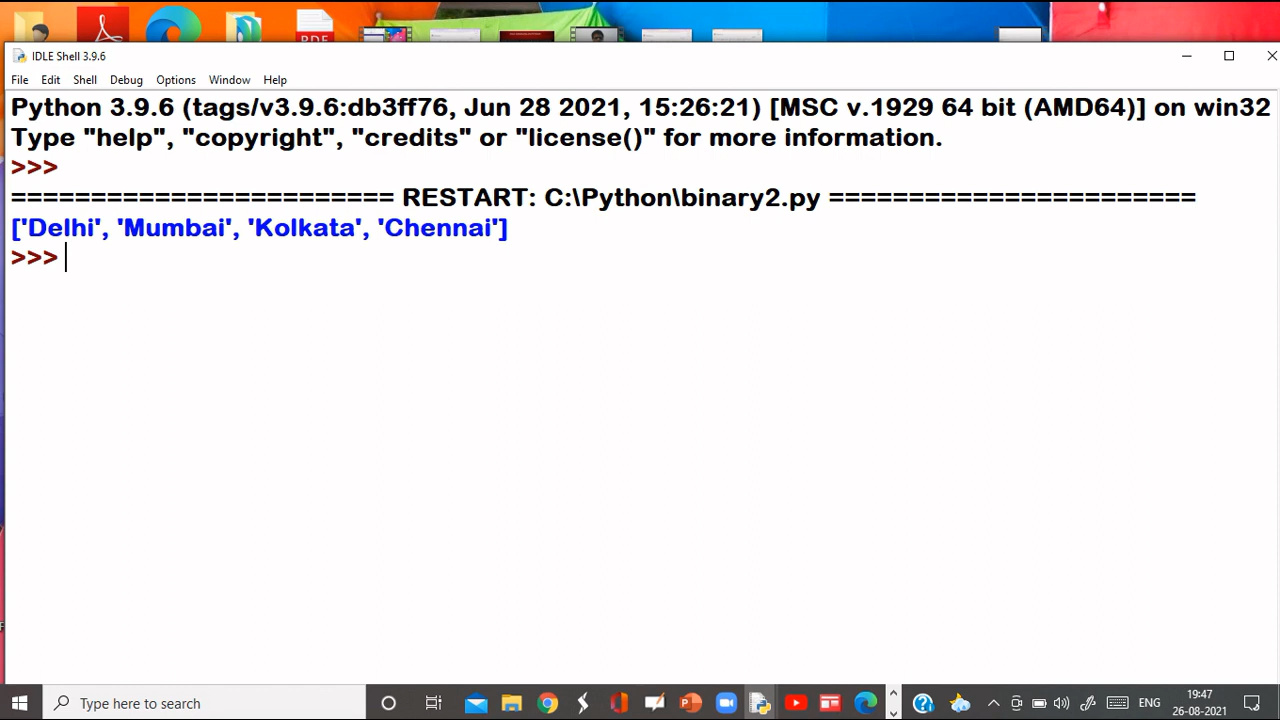 PDF
IDLE Shell 3.9.6
File Edit Shell Debug Options Window Help
Python 3.9.6 (tags/v3.9.6:db3ff76, Jun 28 2021, 15:26:21) [MSC v.1929 64 bit (AMD64)] on win32
Type "help", "copyright", "credits" or "license()" for more information.
>>>
======================== RESTART: C:\Python\binary2.py =======================
['Delhi', 'Mumbai', 'Kolkata', 'Chennai']
>>>
Type here to search
ENG
19:47
26-08-2021